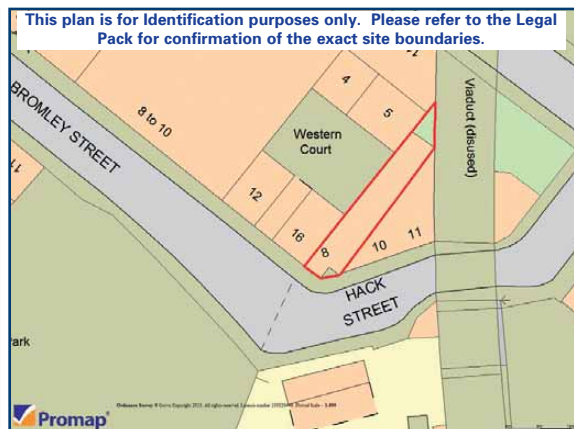 This plan is for Identification purposes only. Please refer to the Legal
Pack for confirmation of the exact site boundaries.
BROMLEY STREET
8 to 10
4
5
Western
Court
Viaduct (disused)
12
16
8
10
11
11
HACK
STREET
ark
Promap